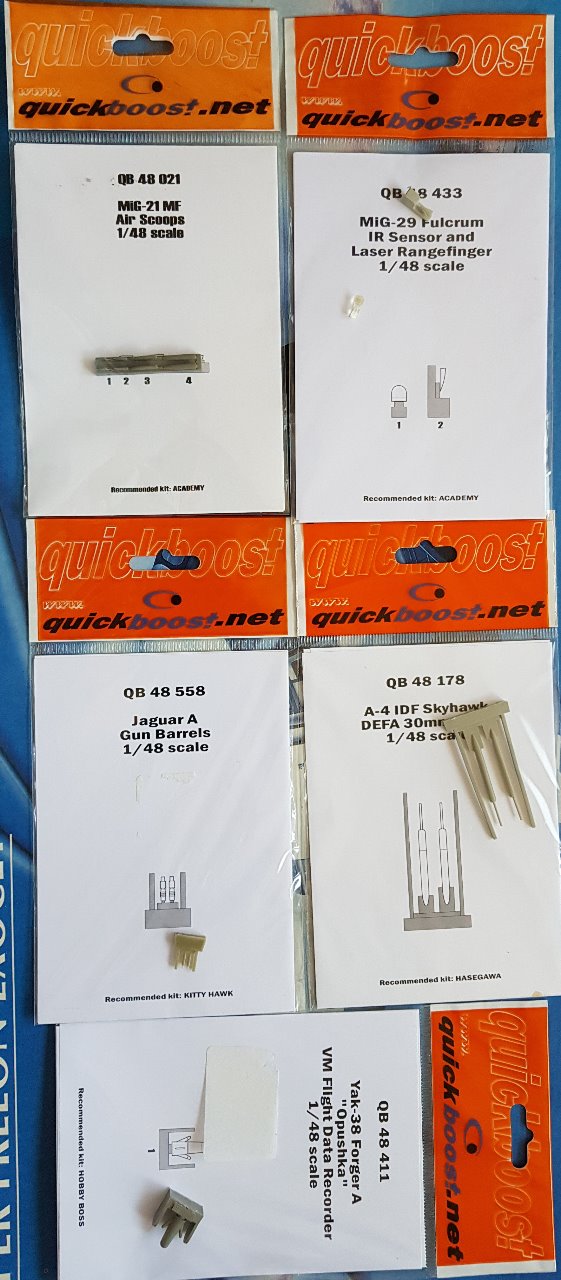 quickboost
www.
quickboost.net
QB 48 021
MiG-21 MF
Air Scoops
1/48 scale
1 2 3 4
Recommended kit: ACADEMY
quickboost
www.
quickboost.net
QB 48 433
MiG-29 Fulcrum
IR Sensor and
Laser Rangefinger
1/48 scale
1 2
Recommended kit: ACADEMY
quickboost
www.
quickboost.net
QB 48 558
Jaguar A
Gun Barrels
1/48 scale
Recommended kit: KITTY HAWK
quickboost
www.
quickboost.net
QB 48 178
A-4 IDF Skyhawk
DEFA 30mm
1/48 sca
Recommended kit: HASEGAWA
QB 48 411
Yak-38 Forger A
"Opushka"
VM Flight Data Recorder
1/48 scale
1
Recommended kit: HOBBY BOSS
quickboost
www.
quickboost.net